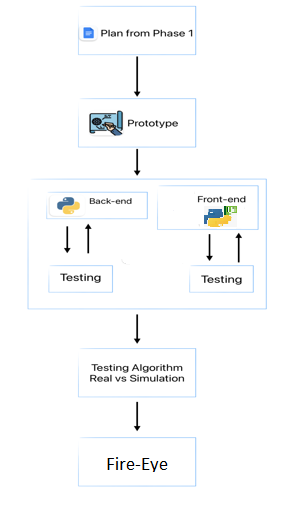 Plan from Phase 1
Prototype
Back-end
Front-end
Testing
Testing
Testing Algorithm
Real vs Simulation
Fire-Eye